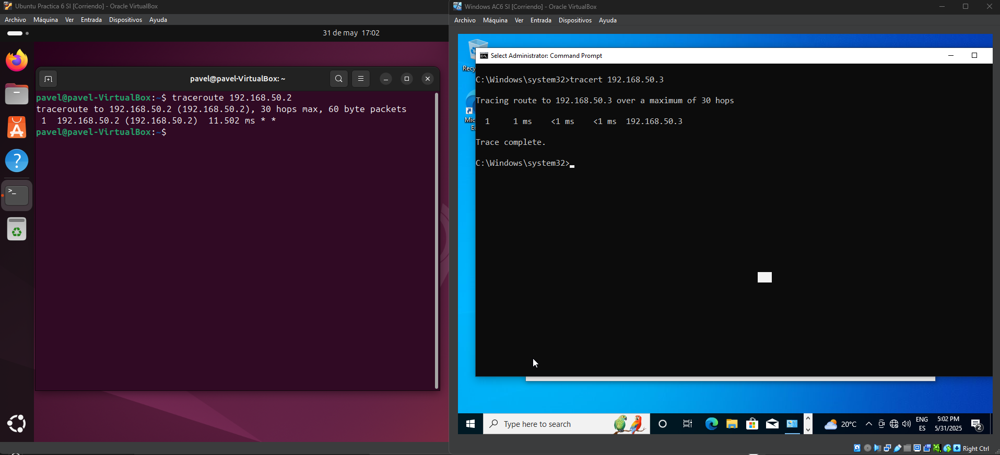 Ubuntu Practica 6 SI [Corriendo] - Oracle VirtualBox
Archivo Máquina Ver Entrada Dispositivos Ayuda
31 de may 17:02
pavel@pavel-VirtualBox: ~
pavel@pavel-VirtualBox:~$ traceroute 192.168.50.2
traceroute to 192.168.50.2 (192.168.50.2), 30 hops max, 60 byte packets
1 192.168.50.2 (192.168.50.2) 11.502 ms * *
pavel@pavel-VirtualBox:~$
Windows AC6 SI [Corriendo] - Oracle VirtualBox
Archivo Máquina Ver Entrada Dispositivos Ayuda
Recy
Mic
E
Select Administrator: Command Prompt
C:\Windows\system32>tracert 192.168.50.3
Tracing route to 192.168.50.3 over a maximum of 30 hops
1 1 ms <1 ms <1 ms 192.168.50.3
Trace complete.
C:\Windows\system32>
Type here to search
20°C
ENG
ES
5:02 PM
5/31/2025
2
Right Ctrl